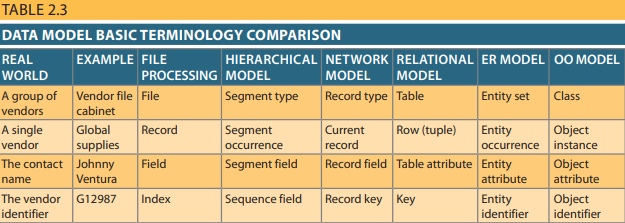 TABLE 2.3
DATA MODEL BASIC TERMINOLOGY COMPARISON
REAL WORLD EXAMPLE FILE PROCESSING HIERARCHICAL MODEL NETWORK MODEL RELATIONAL MODEL ER MODEL OO MODEL
A group of vendors Vendor file cabinet File Segment type Record type Table Entity set Class
A single vendor Global supplies Record Segment occurrence Current record Row (tuple) Entity occurrence Object instance
The contact name Johnny Ventura Field Segment field Record field Table attribute Entity attribute Object attribute
The vendor identifier G12987 Index Sequence field Record key Key Entity identifier Object identifier